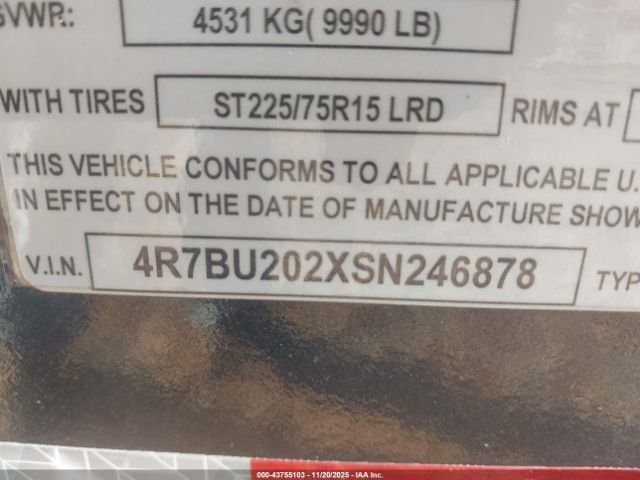 GVWR: 4531 KG( 9990 LB)
WITH TIRES ST225/75R15 LRD RIMS AT
THIS VEHICLE CONFORMS TO ALL APPLICABLE U.
IN EFFECT ON THE DATE OF MANUFACTURE SHOW
V.I.N. 4R7BU202XSN246878 TYP
000-43755103 - 11/20/2025 - IAA Inc.